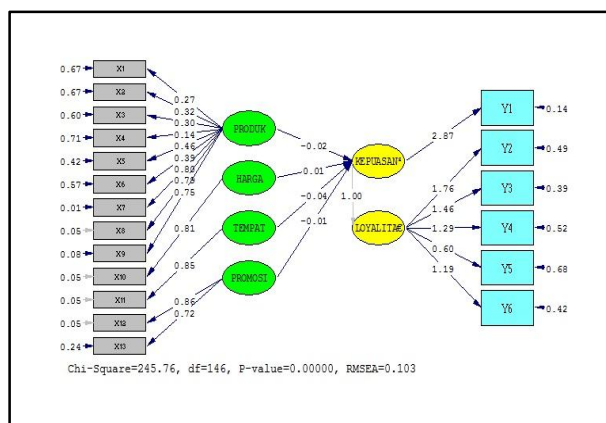 0.67 X1
0.67 X2
0.60 X3
0.71 X4
0.42 X5
0.57 X6
0.01 X7
0.05 X8
0.08 X9
0.05 X10
0.05 X11
0.05 X12
0.24 X13
0.27
0.32
0.30
0.14
0.46
0.39
0.80
0.79
0.75
0.81
0.85
0.86
0.72
PRODUK
HARGA
TEMPAT
PROMOSI
-0.02
0.01
-0.04
-0.01
KEPUASAN*
1.00
LOYALITA€
2.87
1.76
1.46
1.29
0.60
1.19
Y1 0.14
Y2 0.49
Y3 0.39
Y4 0.52
Y5 0.68
Y6 0.42
Chi-Square=245.76, df=146, P-value=0.00000, RMSEA=0.103